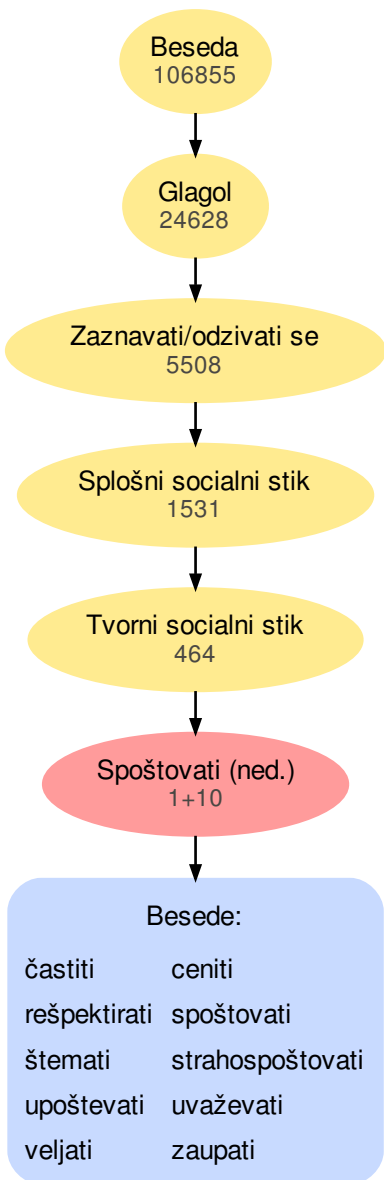 Beseda
106855
Glagol
24628
Zaznavati/odzivati se
5508
Splošni socialni stik
1531
Tvorni socialni stik
464
Spoštovati (ned.)
1+10
Besede:
častiti ceniti
rešpektirati spoštovati
štemati strahospoštovati
upoštevati uvaževati
veljati zaupati